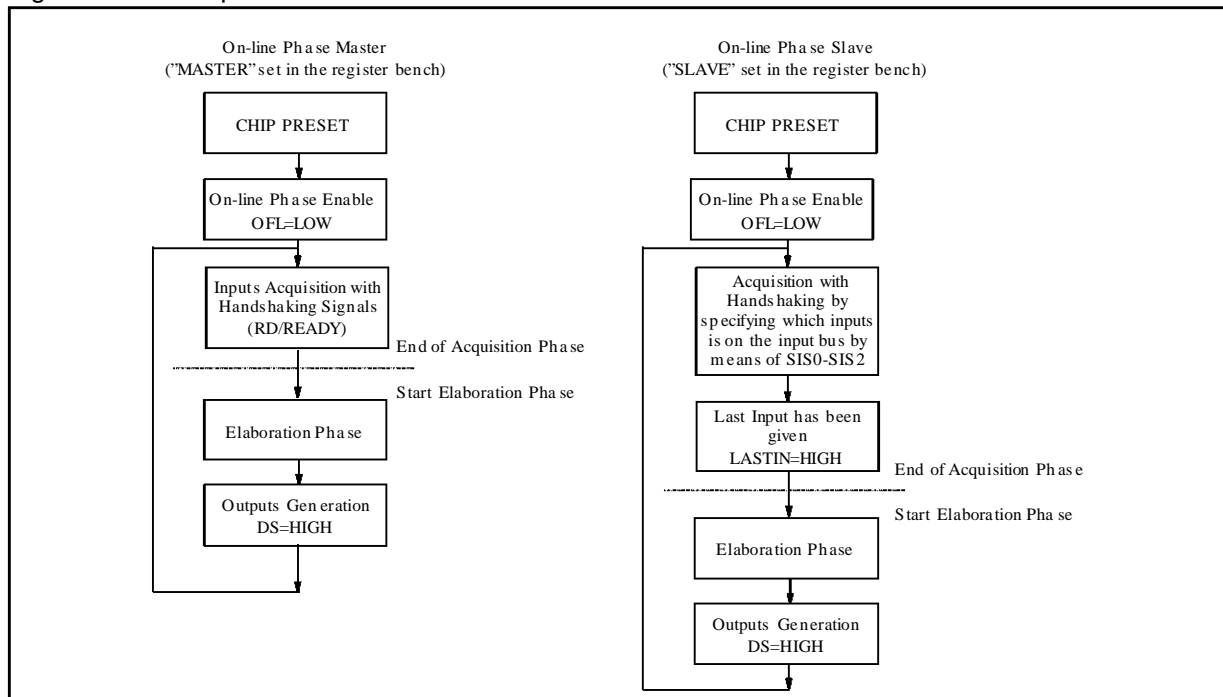 On-line Phase Master
("MASTER" set in the register bench)
CHIP PRESET
On-line Phase Enable
OFL=LOW
Inputs Acquisition with
Handshaking Signals
(RD/READY)
End of Acquisition Phase
Start Elaboration Phase
Elaboration Phase
Outputs Generation
DS=HIGH
On-line Phase Slave
("SLAVE" set in the register bench)
CHIP PRESET
On-line Phase Enable
OFL=LOW
Acquisition with
Handshaking by
specifying which inputs
is on the input bus by
means of SIS0-SIS2
Last Input has been
given
LASTIN=HIGH
End of Acquisition Phase
Start Elaboration Phase
Elaboration Phase
Outputs Generation
DS=HIGH